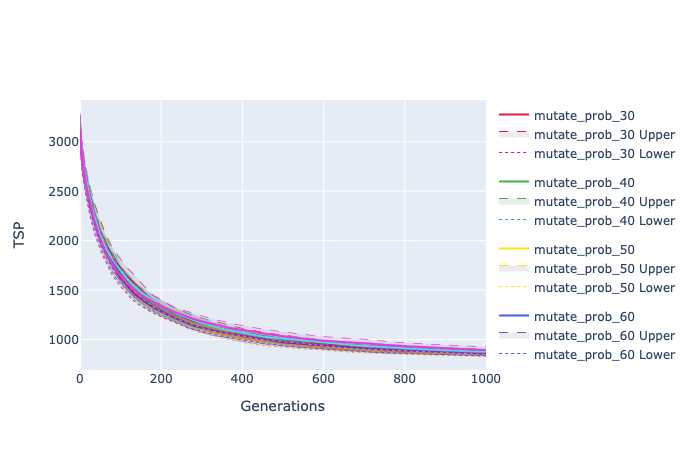 3000
2500
2000
1500
1000
TSP
0
200
400
600
800
1000
Generations
mutate_prob_30
mutate_prob_30 Upper
mutate_prob_30 Lower
mutate_prob_40
mutate_prob_40 Upper
mutate_prob_40 Lower
mutate_prob_50
mutate_prob_50 Upper
mutate_prob_50 Lower
mutate_prob_60
mutate_prob_60 Upper
mutate_prob_60 Lower